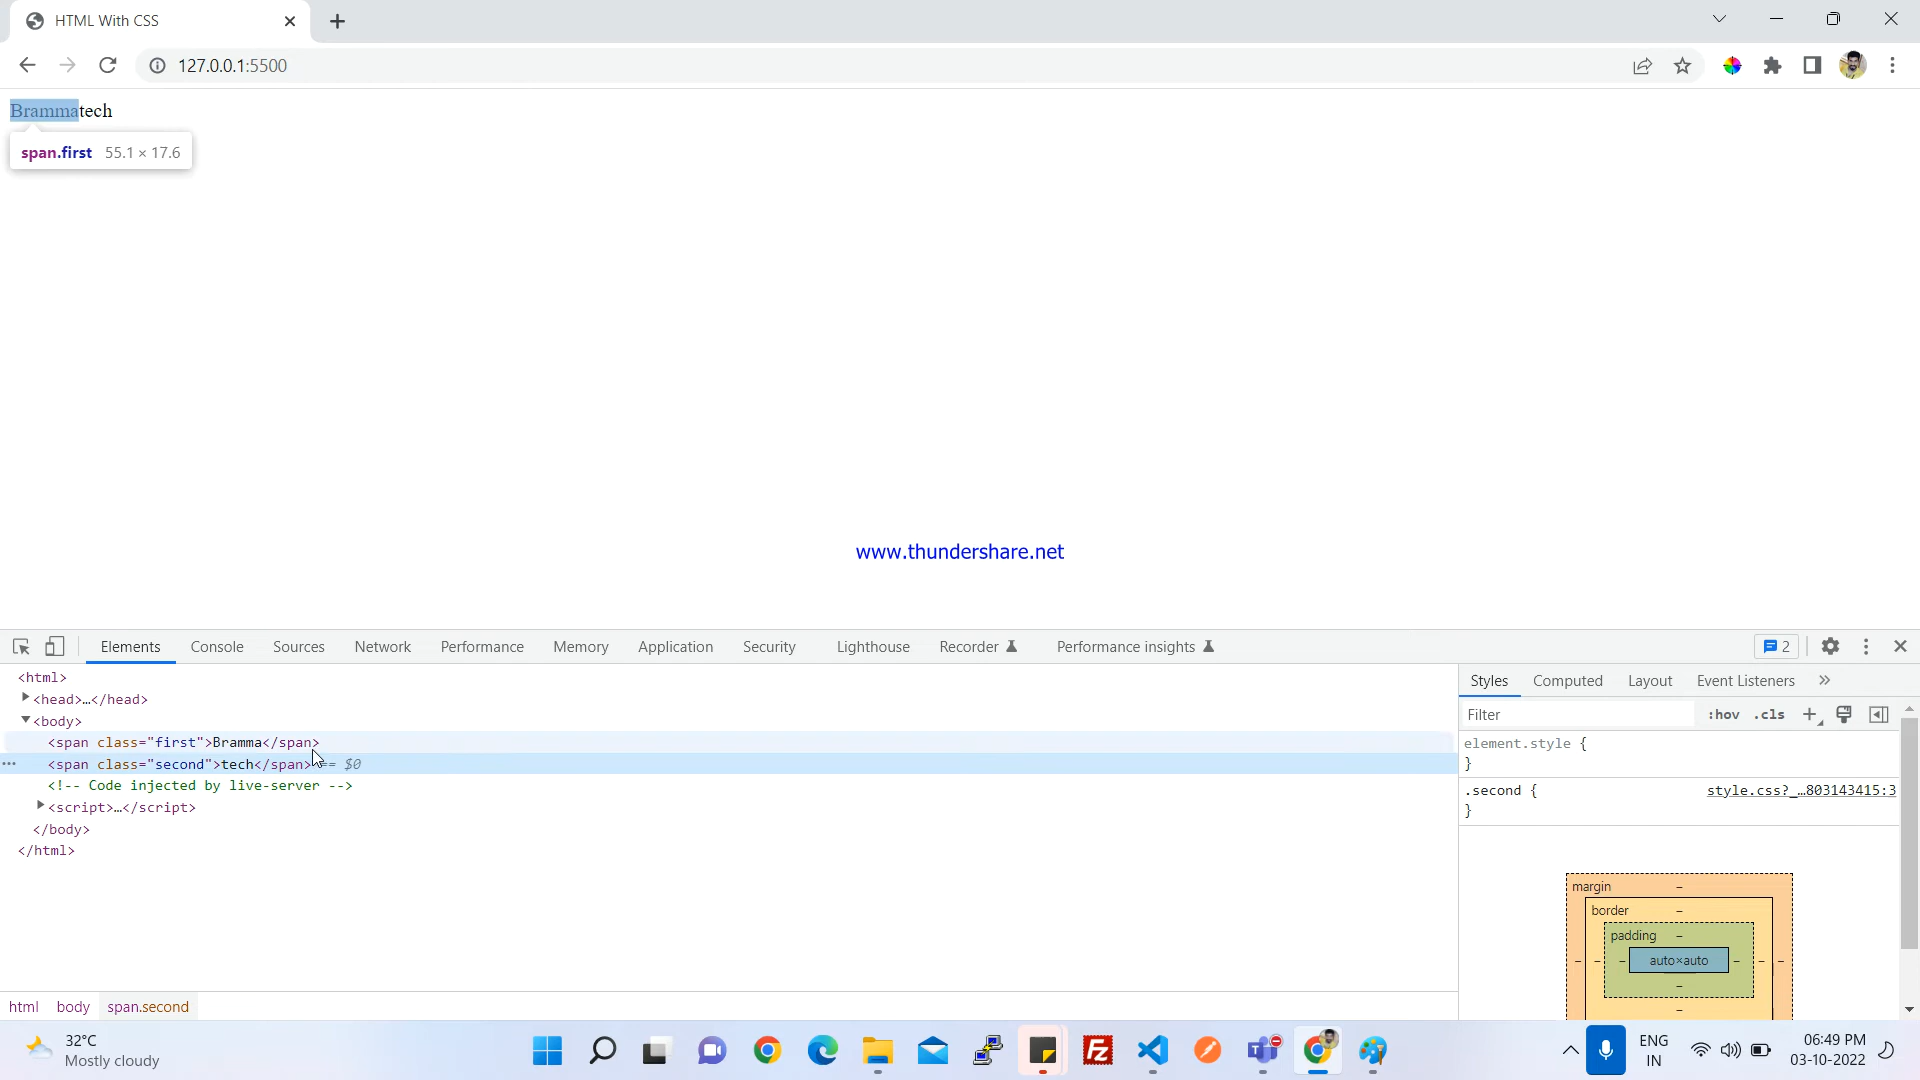 HTML With CSS
127.0.0.1:5500
Brammatech
span.first 55.1 × 17.6
www.thundershare.net
Elements Console Sources Network Performance Memory Application Security Lighthouse Recorder Performance insights 2
<html>
<head>…</head>
<body>
<span class="first">Bramma</span>
<span class="second">tech</span> == $0
<!-- Code injected by live-server -->
<script>…</script>
</body>
</html>
html body span.second
Styles Computed Layout Event Listeners »
Filter :hov .cls
element.style {
}
.second { style.css?_…803143415:3
}
margin –
border –
padding –
– – – auto×auto – – –
–
–
32°C
Mostly cloudy
ENG
IN
06:49 PM
03-10-2022